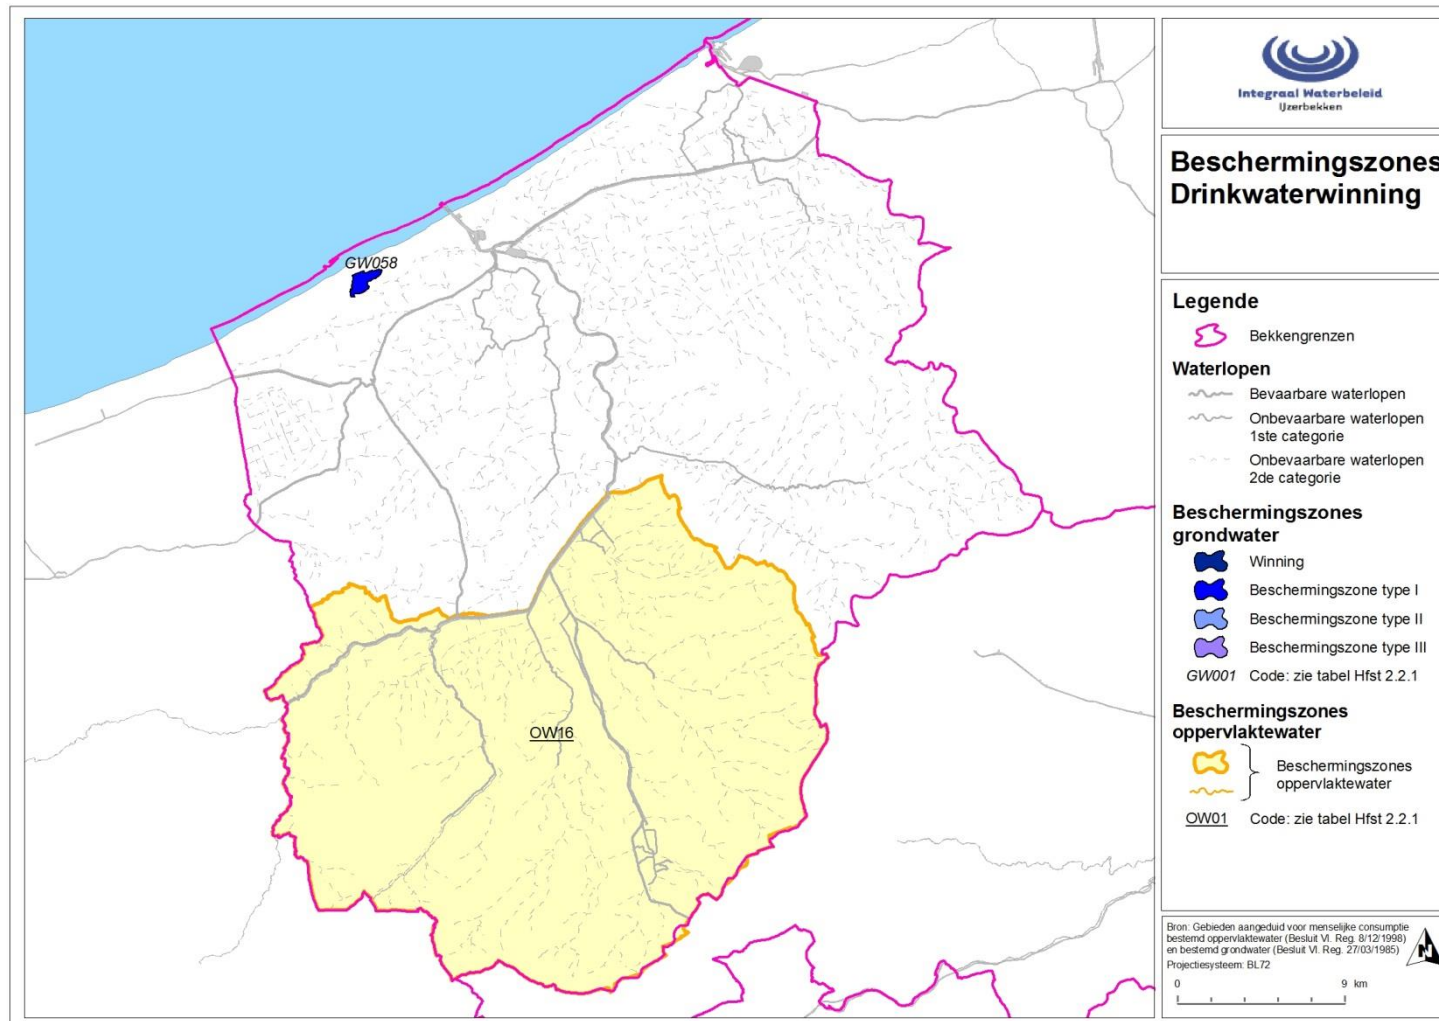 Integraal Waterbeleid
IJzerbekken
Beschermingszones
Drinkwaterwinning
Legende
Bekkengrenzen
Waterlopen
Bevaarbare waterlopen
Onbevaarbare waterlopen
1ste categorie
Onbevaarbare waterlopen
2de categorie
Beschermingszones
grondwater
Winning
Beschermingszone type I
Beschermingszone type II
Beschermingszone type III
GW001 Code: zie tabel Hfst 2.2.1
Beschermingszones
oppervlaktewater
Beschermingszones
oppervlaktewater
OW01 Code: zie tabel Hfst 2.2.1
Bron: Gebieden aangeduid voor menselijke consumptie
bestemd oppervlaktewater (Besluit Vl. Reg. 8/12/1998)
en bestemd grondwater (Besluit Vl. Reg. 27/03/1985)
Projectiesysteem: BL72
0 9 km
N
GW058
OW16